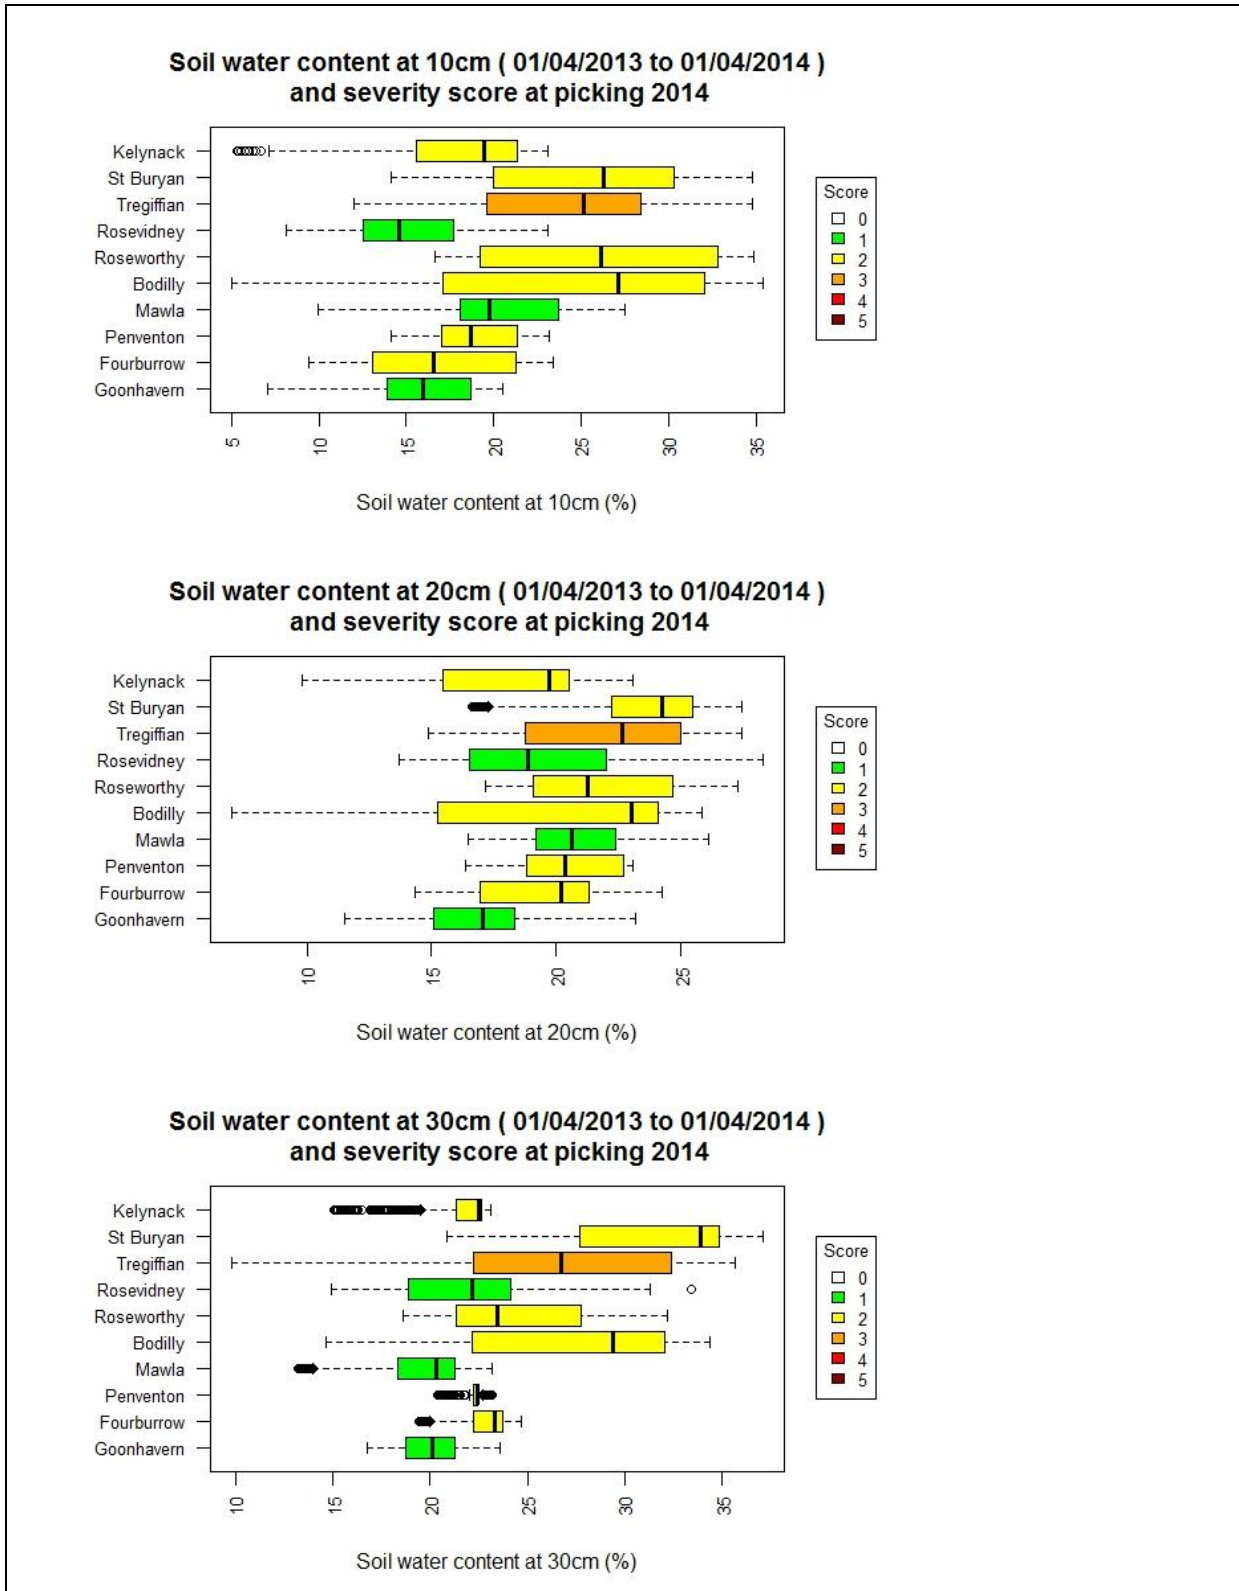 Soil water content at 10cm ( 01/04/2013 to 01/04/2014 )
and severity score at picking 2014
Kelynack
St Buryan
Tregiffian
Rosevidney
Roseworthy
Bodilly
Mawla
Penventon
Fourburrow
Goonhavern
5 10 15 20 25 30 35
Soil water content at 10cm (%)
Score
0
1
2
3
4
5
Soil water content at 20cm ( 01/04/2013 to 01/04/2014 )
and severity score at picking 2014
Kelynack
St Buryan
Tregiffian
Rosevidney
Roseworthy
Bodilly
Mawla
Penventon
Fourburrow
Goonhavern
10 15 20 25
Soil water content at 20cm (%)
Score
0
1
2
3
4
5
Soil water content at 30cm ( 01/04/2013 to 01/04/2014 )
and severity score at picking 2014
Kelynack
St Buryan
Tregiffian
Rosevidney
Roseworthy
Bodilly
Mawla
Penventon
Fourburrow
Goonhavern
10 15 20 25 30 35
Soil water content at 30cm (%)
Score
0
1
2
3
4
5